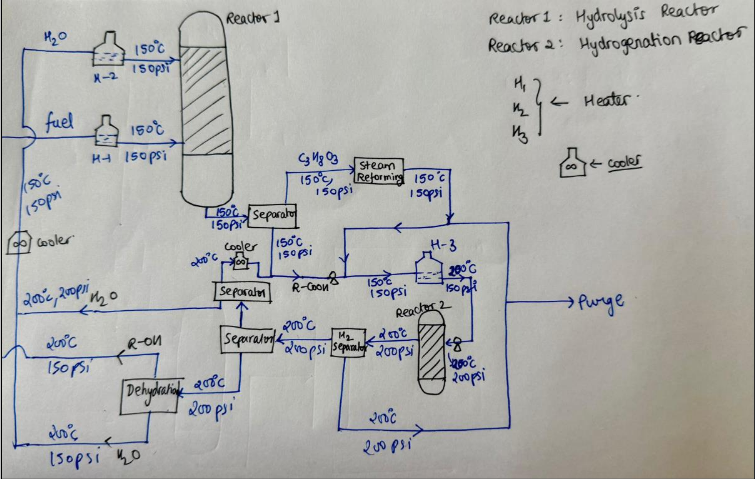 Reactor 1
Reactor 1 : Hydrolysis Reactor
Reactor 2 : Hydrogenation Reactor
H₁
H₂
H₃
← Heater.
← cooler
H₂O
H-2
150°C
150psi
fuel
H-1
150°C
150psi
150°C
150psi
cooler
150°C
150psi
Separator
C₃H₈O₃
150°C,
150psi
Steam
Reforming
150°C
150psi
150°C
150psi
200°C
cooler
R-COOH
150°C
150psi
H-3
200°C
150psi
Separator
200°C, 200psi
H₂O
Reactor 2
200°C
200psi
200°C
200psi
H₂
Separator
200°C
200psi
Separator
Purge
200°C
150psi
R-OH
Dehydration
200°C
200psi
200°C
200psi
200°C
150psi
H₂O